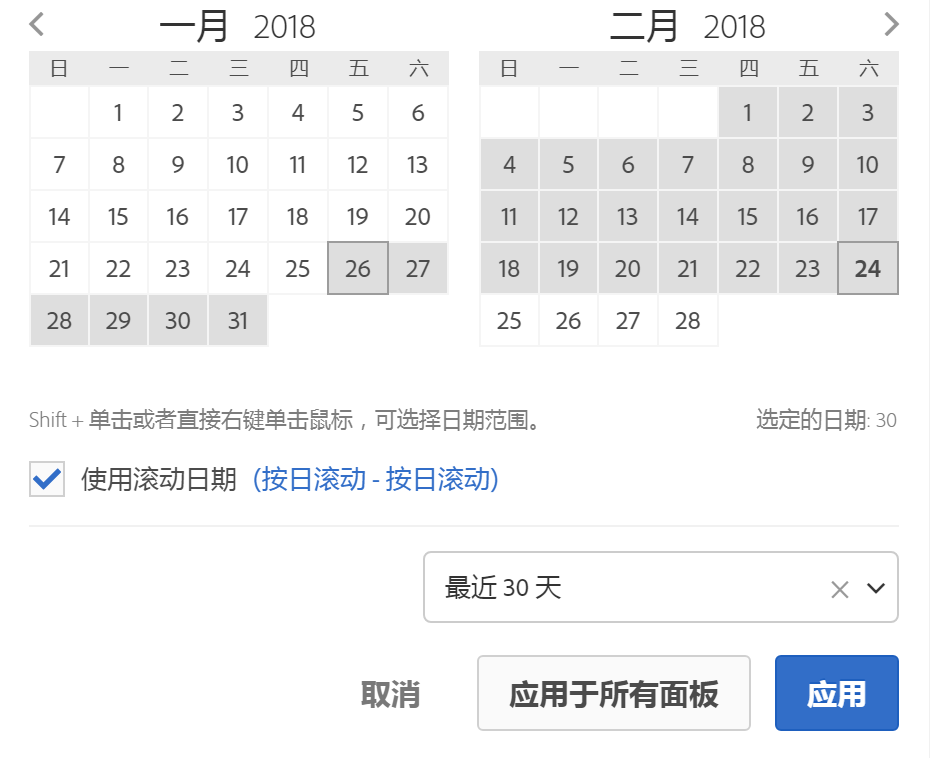 一月 2018 二月 2018
日 一 二 三 四 五 六 日 一 二 三 四 五 六
1 2 3 4 5 6 1 2 3
7 8 9 10 11 12 13 4 5 6 7 8 9 10
14 15 16 17 18 19 20 11 12 13 14 15 16 17
21 22 23 24 25 26 27 18 19 20 21 22 23 24
28 29 30 31 25 26 27 28
Shift + 单击或者直接右键单击鼠标，可选择日期范围。 选定的日期: 30
使用滚动日期 (按日滚动 - 按日滚动)
最近 30 天
取消 应用于所有面板 应用